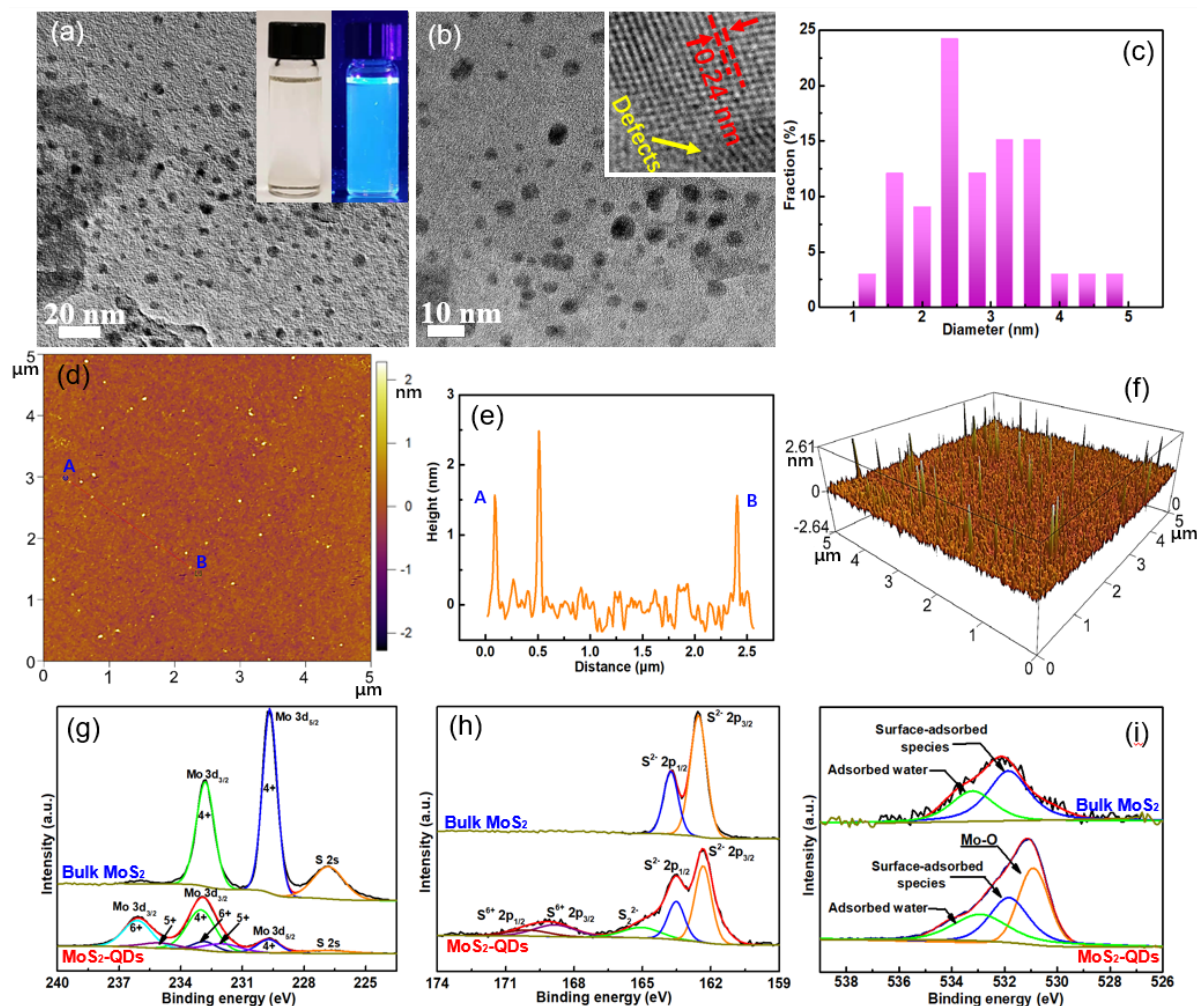 (a)
20 nm
(b)
0.24 nm
Defects
10 nm
(c)
25
20
15
10
5
0
Fraction (%)
1 2 3 4 5
Diameter (nm)
(d)
5
μm
4
3
2
1
0
0 1 2 3 4 5
μm
A
B
2
nm
1
0
-1
-2
(e)
3
2
1
0
Height (nm)
A
B
0.0 0.5 1.0 1.5 2.0 2.5
Distance (μm)
(f)
2.61
nm
0
-2.64
5
μm
4
3
2
1
0
0
1
2
3
4
5
μm
0
(g)
Mo 3d5/2
Mo 3d3/2
4+
4+
S 2s
Bulk MoS2
Mo 3d3/2
Mo 3d3/2
6+
5+
4+
6+
5+
Mo 3d5/2
4+
S 2s
MoS2-QDs
Intensity (a.u.)
240 235 230 225
Binding energy (eV)
(h)
S2- 2p3/2
S2- 2p1/2
Bulk MoS2
S2- 2p3/2
S2- 2p1/2
S6+ 2p1/2
S6+ 2p3/2
S2 2-
MoS2-QDs
Intensity (a.u.)
174 171 168 165 162 159
Binding energy (eV)
(i)
Surface-adsorbed
species
Adsorbed water
Bulk MoS2
Mo-O
Surface-adsorbed
species
Adsorbed water
MoS2-QDs
Intensity (a.u.)
538 536 534 532 530 528 526
Binding energy (eV)